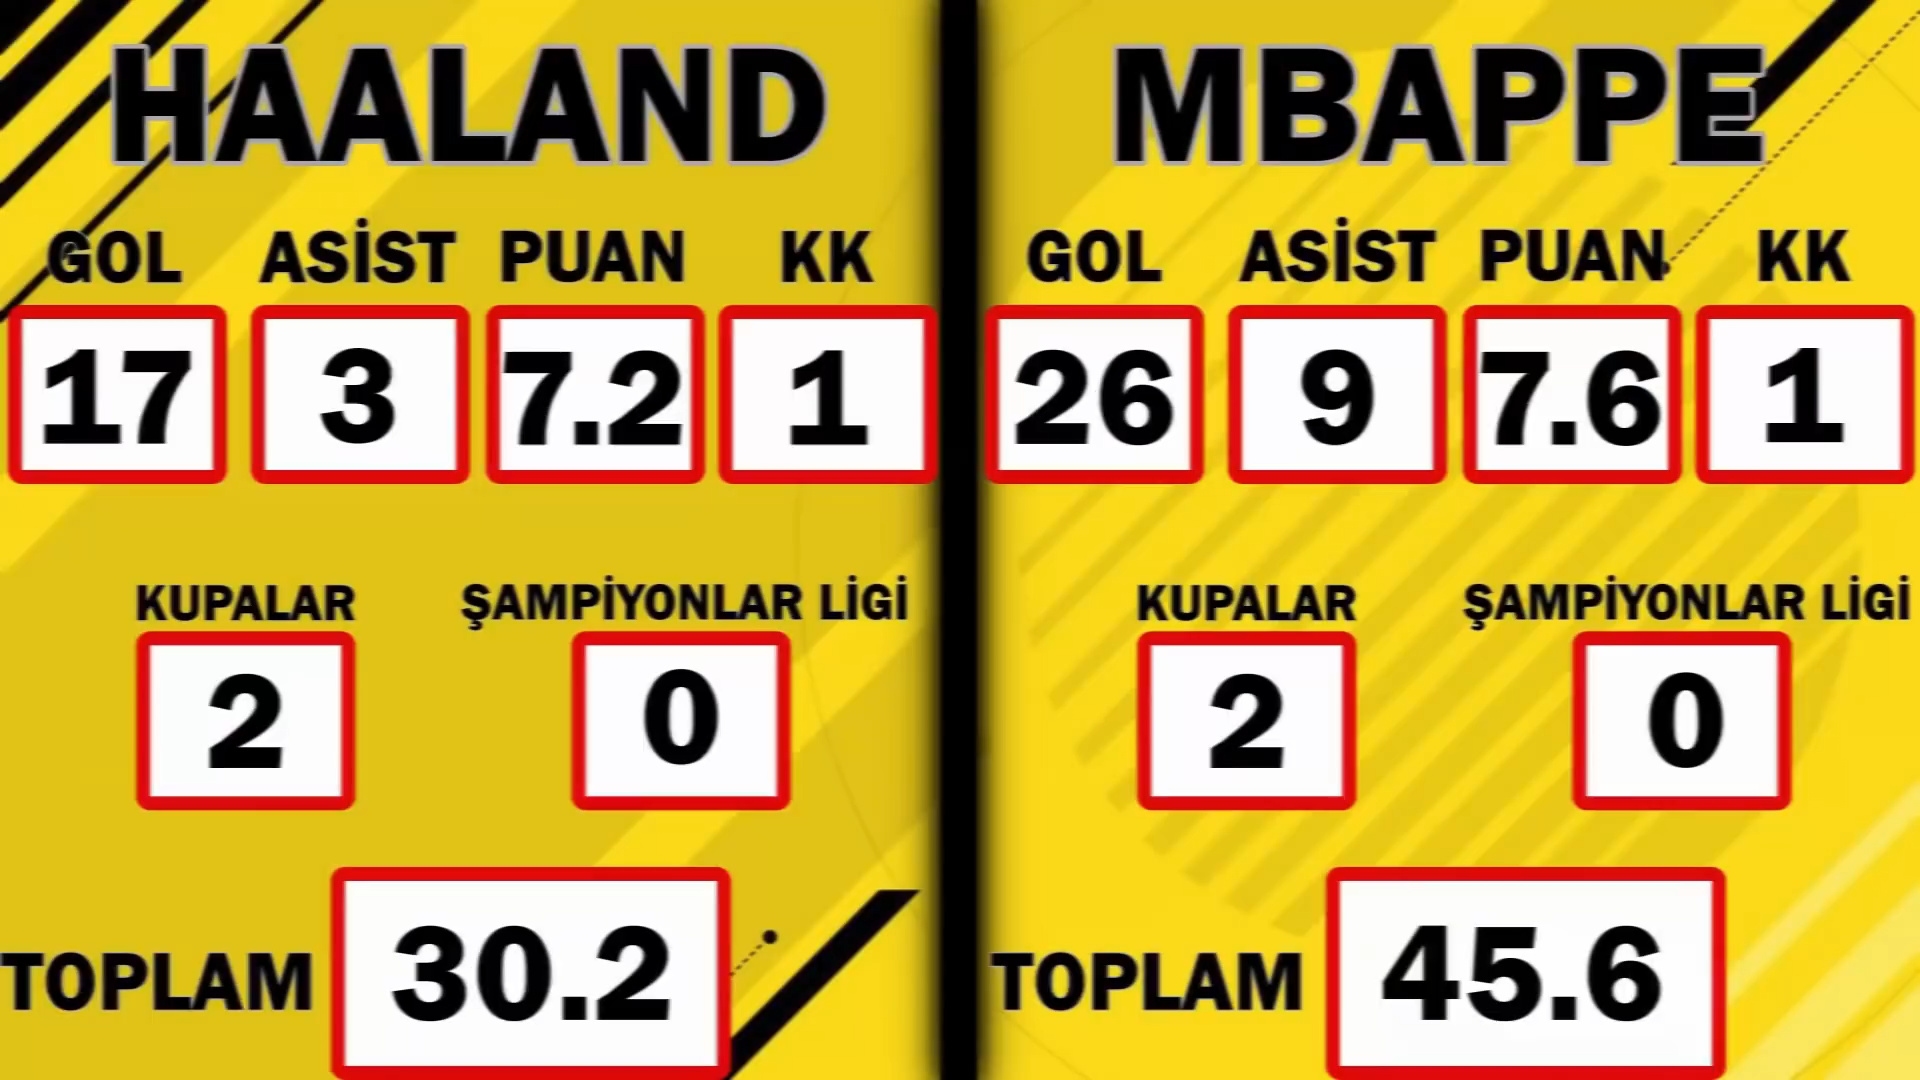 HAALAND
GOL ASİST PUAN KK
17 3 7.2 1
KUPALAR ŞAMPİYONLAR LİGİ
2 0
TOPLAM 30.2
MBAPPE
GOL ASİST PUAN KK
26 9 7.6 1
KUPALAR ŞAMPİYONLAR LİGİ
2 0
TOPLAM 45.6